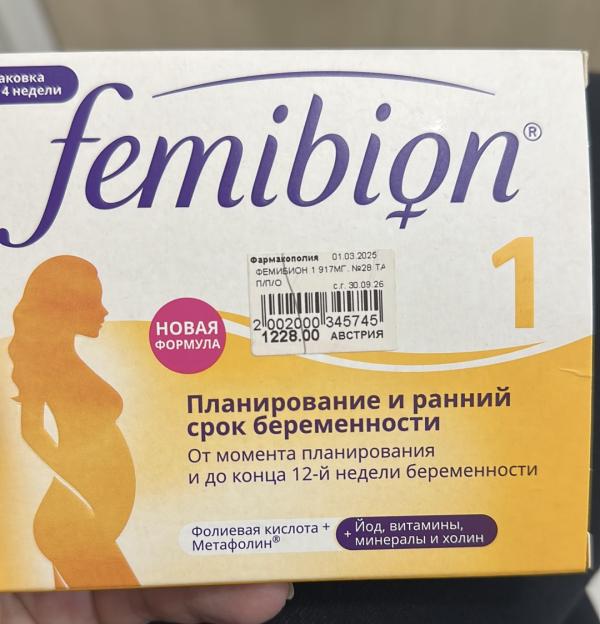 аковка
4 недели
femibion®
1
Фармакополия 01.03.2025
ФЕМИБИОН 1 917МГ. №28 ТА
П/П/О с.г. 30.09.26
2 002000 345745
1228.00 АВСТРИЯ
НОВАЯ
ФОРМУЛА
Планирование и ранний
срок беременности
От момента планирования
и до конца 12-й недели беременности
Фолиевая кислота +
Метафолин®
+ Йод, витамины,
минералы и холин